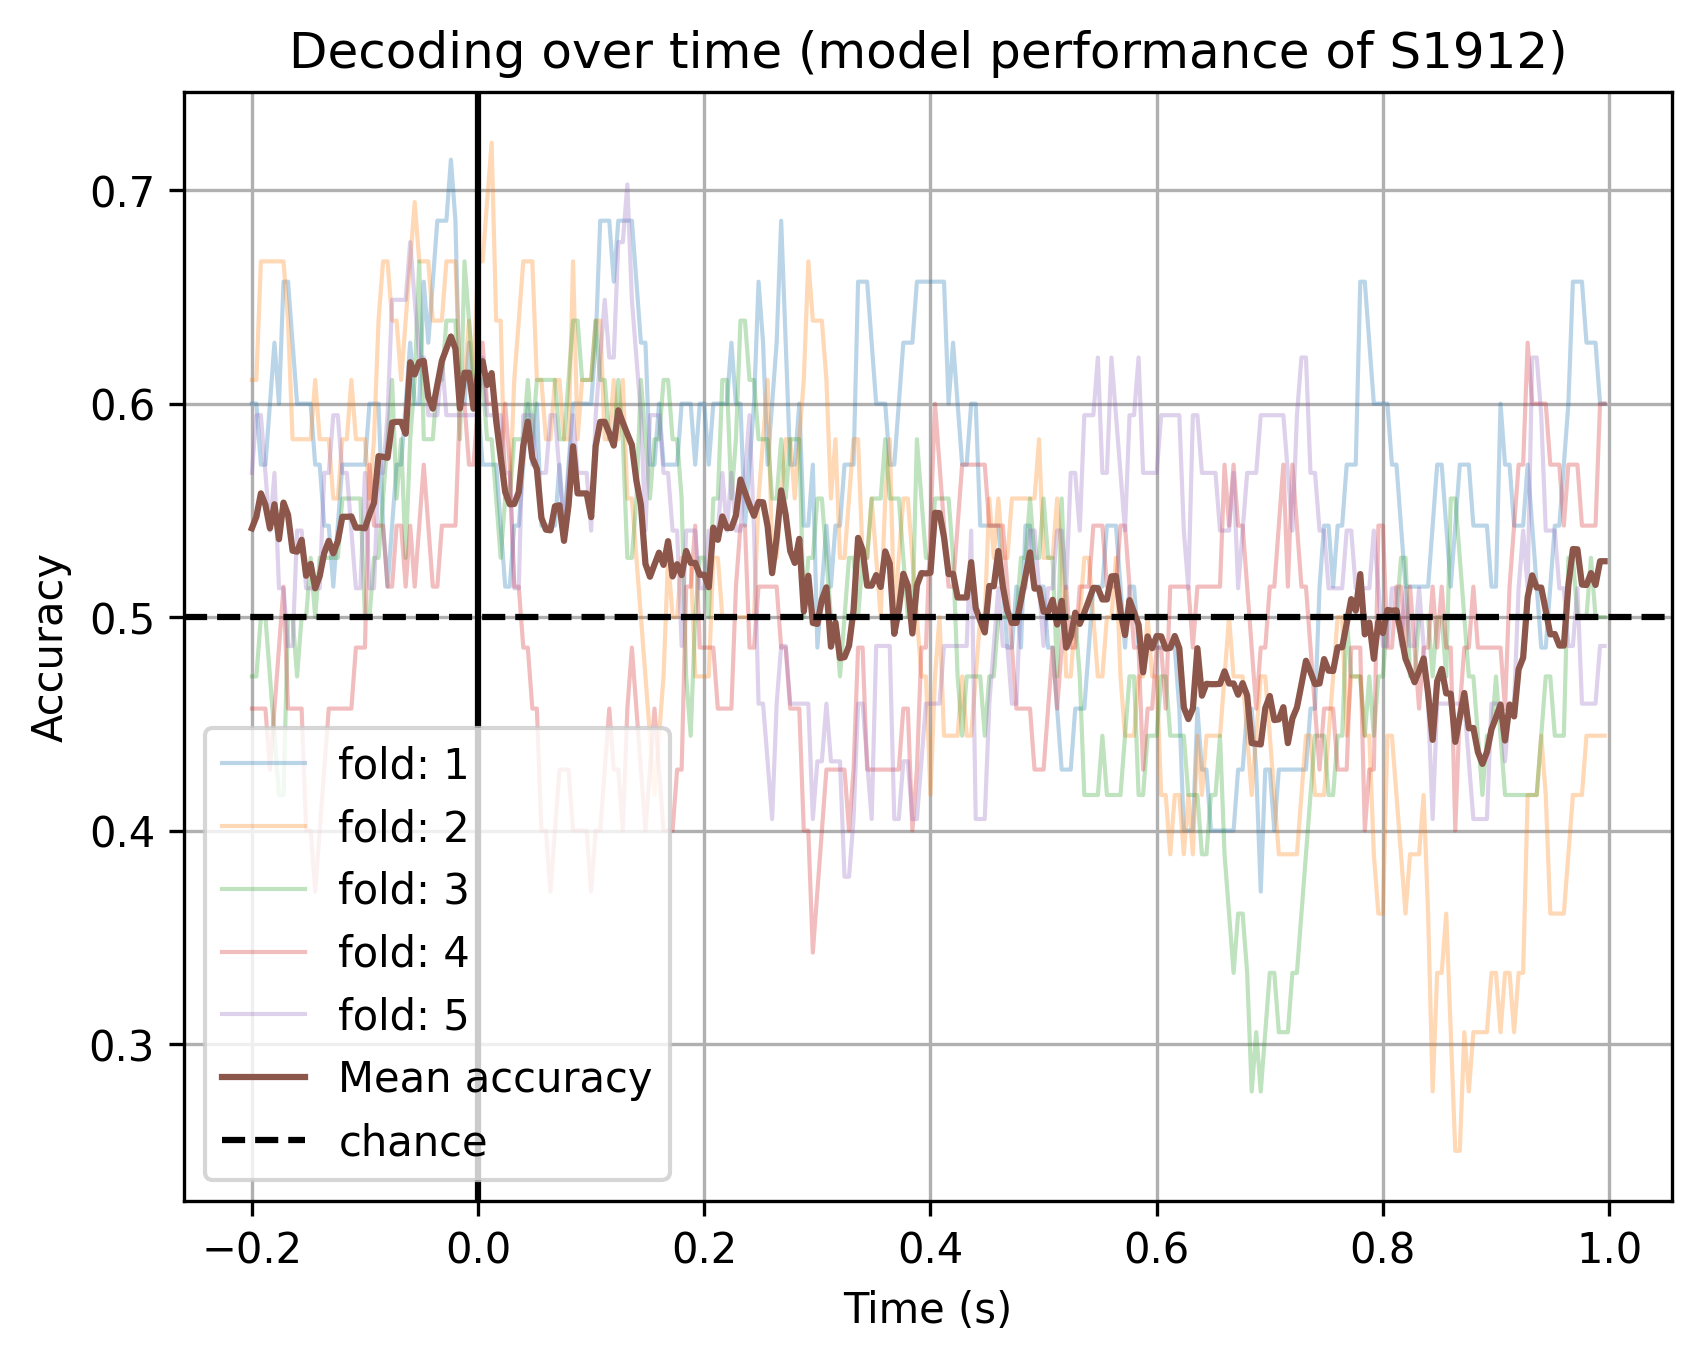 Decoding over time (model performance of S1912)
Accuracy
0.7
0.6
0.5
0.4
0.3
fold: 1
fold: 2
fold: 3
fold: 4
fold: 5
Mean accuracy
chance
−0.2 0.0 0.2 0.4 0.6 0.8 1.0
Time (s)